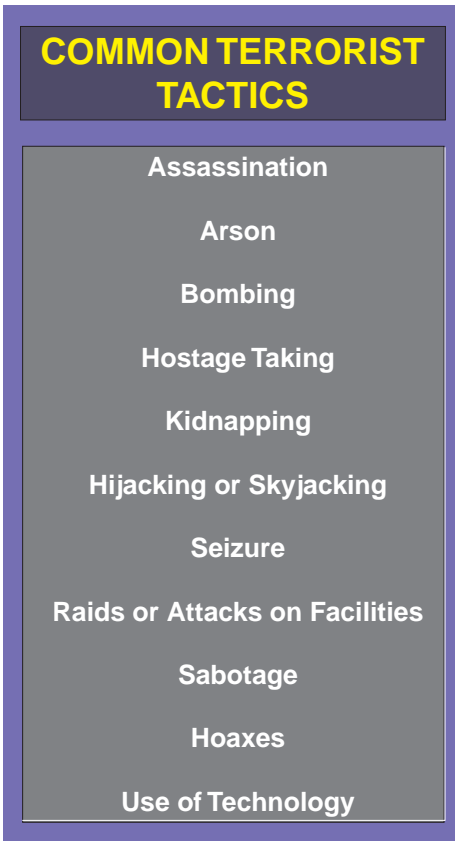 COMMON TERRORIST
TACTICS
Assassination
Arson
Bombing
Hostage Taking
Kidnapping
Hijacking or Skyjacking
Seizure
Raids or Attacks on Facilities
Sabotage
Hoaxes
Use of Technology